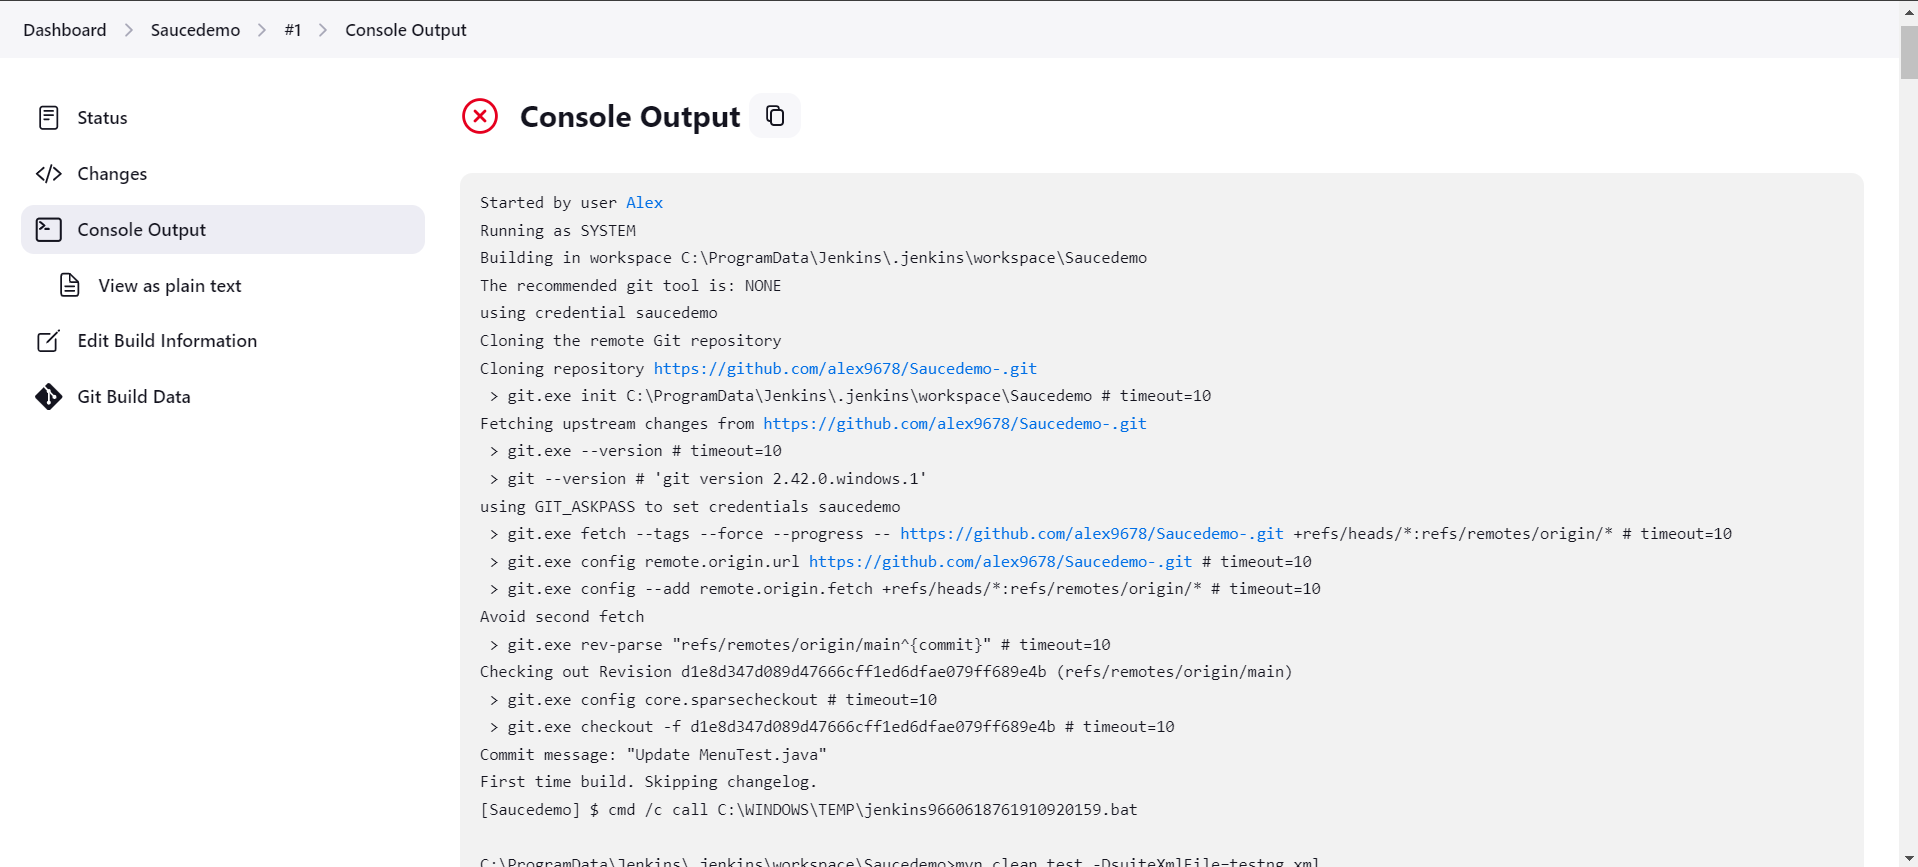 Dashboard > Saucedemo > #1 > Console Output
Status
Changes
Console Output
View as plain text
Edit Build Information
Git Build Data
Console Output
Started by user Alex
Running as SYSTEM
Building in workspace C:\ProgramData\Jenkins\.jenkins\workspace\Saucedemo
The recommended git tool is: NONE
using credential saucedemo
Cloning the remote Git repository
Cloning repository https://github.com/alex9678/Saucedemo-.git
 > git.exe init C:\ProgramData\Jenkins\.jenkins\workspace\Saucedemo # timeout=10
Fetching upstream changes from https://github.com/alex9678/Saucedemo-.git
 > git.exe --version # timeout=10
 > git --version # 'git version 2.42.0.windows.1'
using GIT_ASKPASS to set credentials saucedemo
 > git.exe fetch --tags --force --progress -- https://github.com/alex9678/Saucedemo-.git +refs/heads/*:refs/remotes/origin/* # timeout=10
 > git.exe config remote.origin.url https://github.com/alex9678/Saucedemo-.git # timeout=10
 > git.exe config --add remote.origin.fetch +refs/heads/*:refs/remotes/origin/* # timeout=10
Avoid second fetch
 > git.exe rev-parse "refs/remotes/origin/main^{commit}" # timeout=10
Checking out Revision d1e8d347d089d47666cff1ed6dfae079ff689e4b (refs/remotes/origin/main)
 > git.exe config core.sparsecheckout # timeout=10
 > git.exe checkout -f d1e8d347d089d47666cff1ed6dfae079ff689e4b # timeout=10
Commit message: "Update MenuTest.java"
First time build. Skipping changelog.
[Saucedemo] $ cmd /c call C:\WINDOWS\TEMP\jenkins9660618761910920159.bat
C:\ProgramData\Jenkins\.jenkins\workspace\Saucedemo>mvn clean test -DsuiteXmlFile=testng.xml